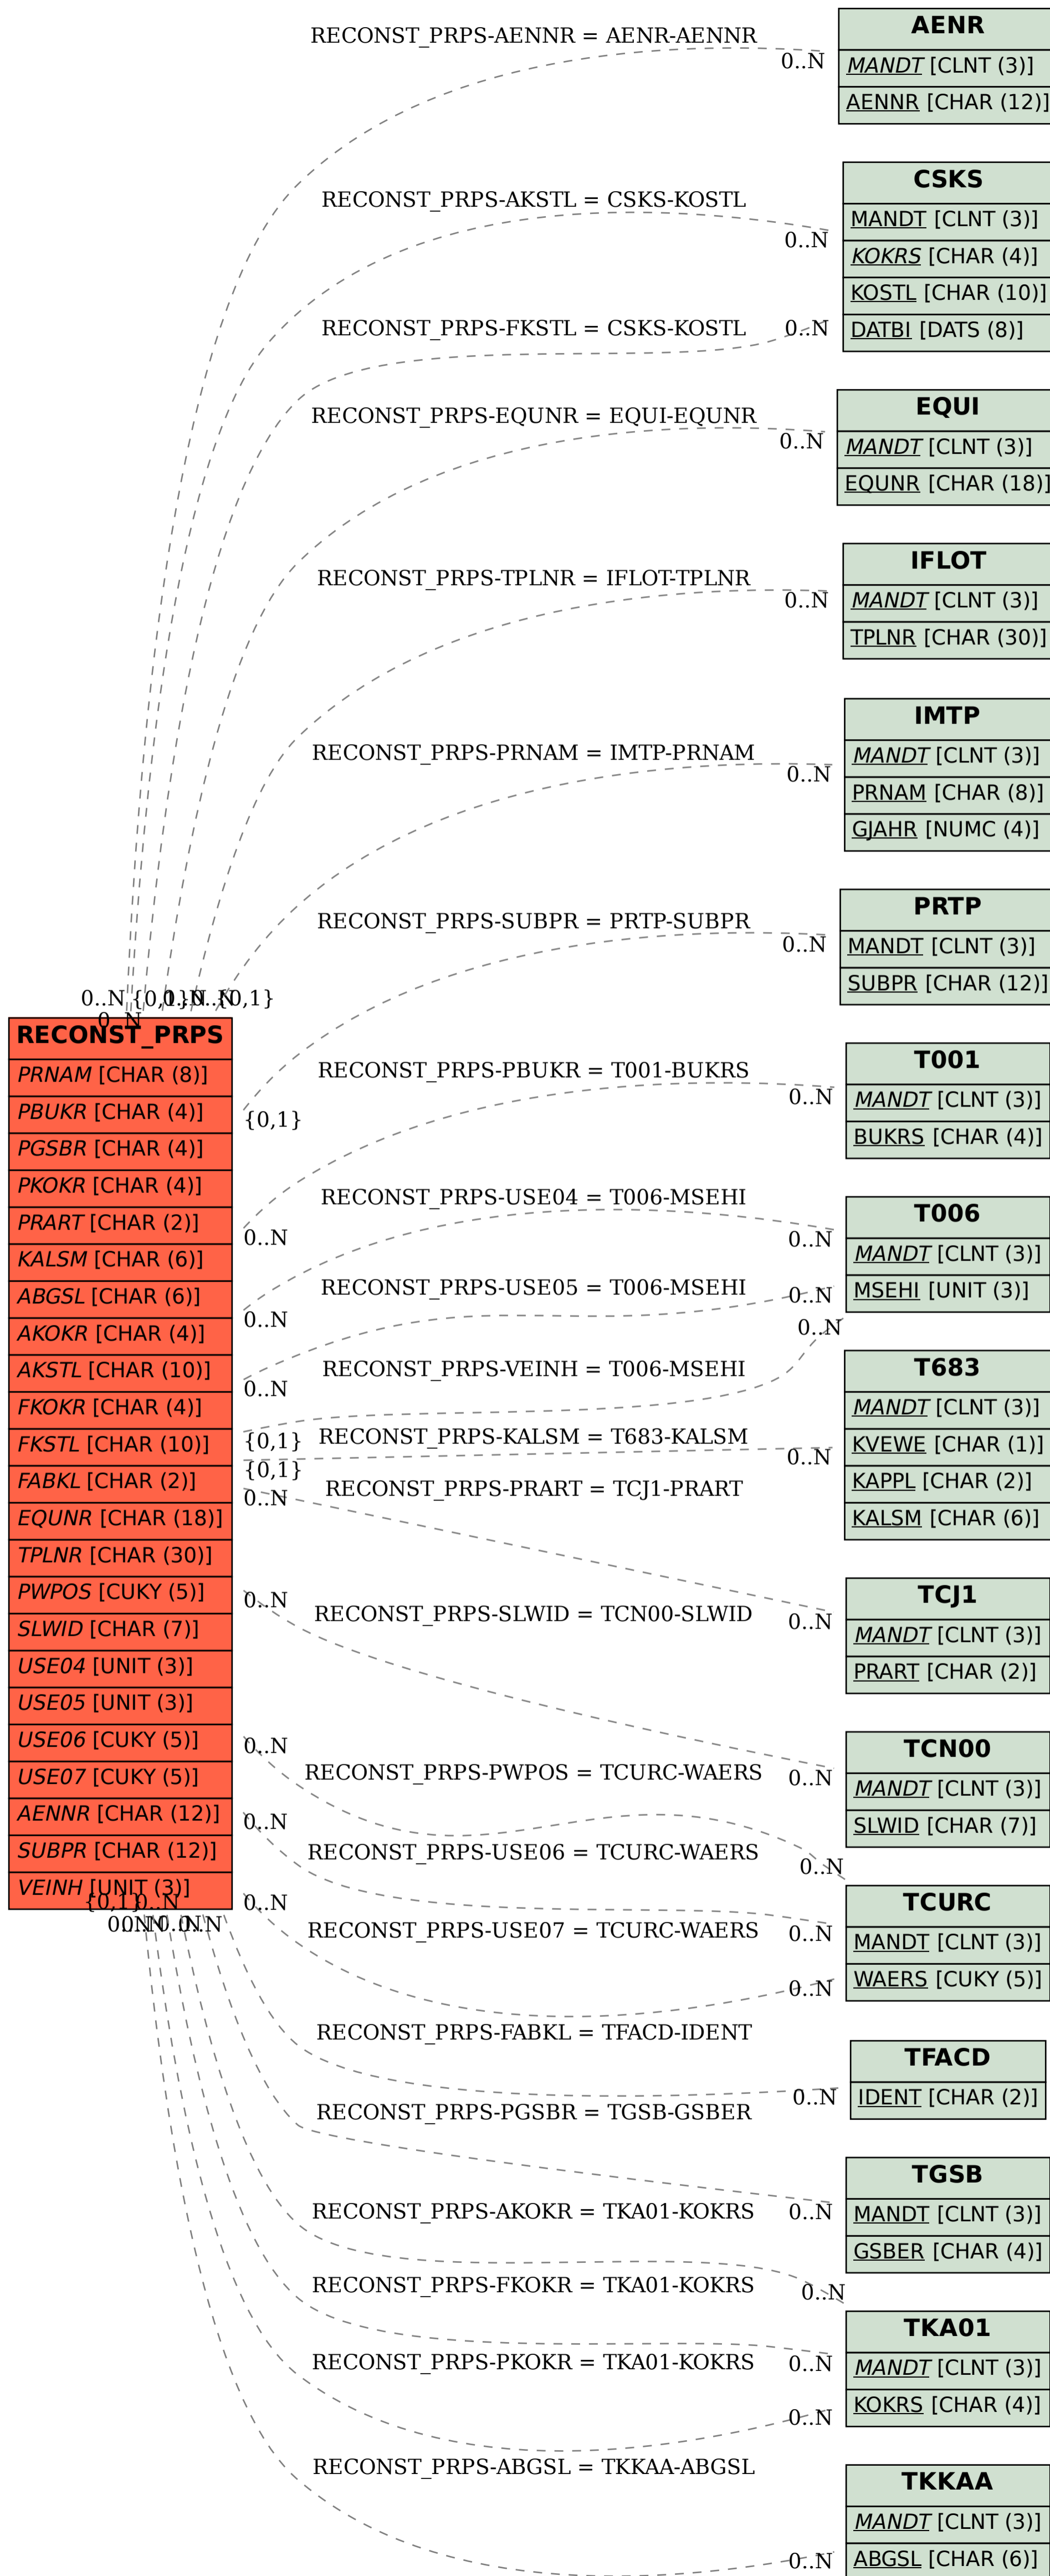 RECONST_PRPS-AENNR = AENR-AENNR
0..N
AENR
MANDT [CLNT (3)]
AENNR [CHAR (12)]
RECONST_PRPS-AKSTL = CSKS-KOSTL
0..N
RECONST_PRPS-FKSTL = CSKS-KOSTL
0..N
CSKS
MANDT [CLNT (3)]
KOKRS [CHAR (4)]
KOSTL [CHAR (10)]
DATBI [DATS (8)]
RECONST_PRPS-EQUNR = EQUI-EQUNR
0..N
EQUI
MANDT [CLNT (3)]
EQUNR [CHAR (18)]
RECONST_PRPS-TPLNR = IFLOT-TPLNR
0..N
IFLOT
MANDT [CLNT (3)]
TPLNR [CHAR (30)]
RECONST_PRPS-PRNAM = IMTP-PRNAM
0..N
IMTP
MANDT [CLNT (3)]
PRNAM [CHAR (8)]
GJAHR [NUMC (4)]
RECONST_PRPS-SUBPR = PRTP-SUBPR
0..N
PRTP
MANDT [CLNT (3)]
SUBPR [CHAR (12)]
0..N
{0,1}
0..N
RECONST_PRPS
PRNAM [CHAR (8)]
PBUKR [CHAR (4)]
PGSBR [CHAR (4)]
PKOKR [CHAR (4)]
PRART [CHAR (2)]
KALSM [CHAR (6)]
ABGSL [CHAR (6)]
AKOKR [CHAR (4)]
AKSTL [CHAR (10)]
FKOKR [CHAR (4)]
FKSTL [CHAR (10)]
FABKL [CHAR (2)]
EQUNR [CHAR (18)]
TPLNR [CHAR (30)]
PWPOS [CUKY (5)]
SLWID [CHAR (7)]
USE04 [UNIT (3)]
USE05 [UNIT (3)]
USE06 [CUKY (5)]
USE07 [CUKY (5)]
AENNR [CHAR (12)]
SUBPR [CHAR (12)]
VEINH [UNIT (3)]
{0,1}
0..N
{0,1}
RECONST_PRPS-PBUKR = T001-BUKRS
0..N
0..N
T001
MANDT [CLNT (3)]
BUKRS [CHAR (4)]
RECONST_PRPS-USE04 = T006-MSEHI
0..N
0..N
RECONST_PRPS-USE05 = T006-MSEHI
0..N
0..N
RECONST_PRPS-VEINH = T006-MSEHI
0..N
{0,1}
T006
MANDT [CLNT (3)]
MSEHI [UNIT (3)]
RECONST_PRPS-KALSM = T683-KALSM
0..N
{0,1}
T683
MANDT [CLNT (3)]
KVEWE [CHAR (1)]
KAPPL [CHAR (2)]
KALSM [CHAR (6)]
RECONST_PRPS-PRART = TCJ1-PRART
0..N
0..N
TCJ1
MANDT [CLNT (3)]
PRART [CHAR (2)]
RECONST_PRPS-SLWID = TCN00-SLWID
0..N
0..N
TCN00
MANDT [CLNT (3)]
SLWID [CHAR (7)]
RECONST_PRPS-PWPOS = TCURC-WAERS
0..N
0..N
RECONST_PRPS-USE06 = TCURC-WAERS
0..N
0..N
RECONST_PRPS-USE07 = TCURC-WAERS
0..N
0..N
TCURC
MANDT [CLNT (3)]
WAERS [CUKY (5)]
RECONST_PRPS-FABKL = TFACD-IDENT
0..N
TFACD
IDENT [CHAR (2)]
RECONST_PRPS-PGSBR = TGSB-GSBER
0..N
TGSB
MANDT [CLNT (3)]
GSBER [CHAR (4)]
RECONST_PRPS-AKOKR = TKA01-KOKRS
0..N
RECONST_PRPS-FKOKR = TKA01-KOKRS
0..N
RECONST_PRPS-PKOKR = TKA01-KOKRS
0..N
TKA01
MANDT [CLNT (3)]
KOKRS [CHAR (4)]
RECONST_PRPS-ABGSL = TKKAA-ABGSL
0..N
TKKAA
MANDT [CLNT (3)]
ABGSL [CHAR (6)]